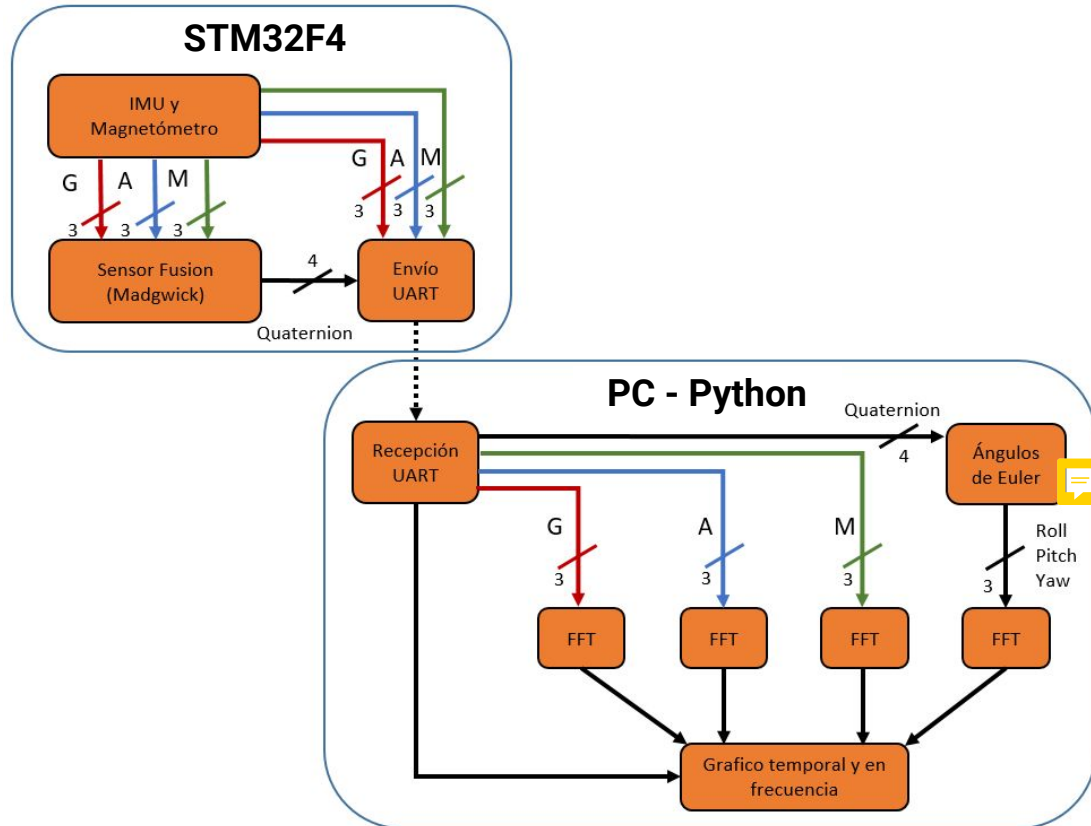 STM32F4
IMU y
Magnetómetro
G A M
G A M
3 3 3
3 3 3
Sensor Fusion
(Madgwick)
4
Envío
UART
Quaternion
PC - Python
Quaternion
4
Recepción
UART
Ángulos
de Euler
G A M
Roll
Pitch
Yaw
3 3 3 3
FFT FFT FFT FFT
Grafico temporal y en
frecuencia